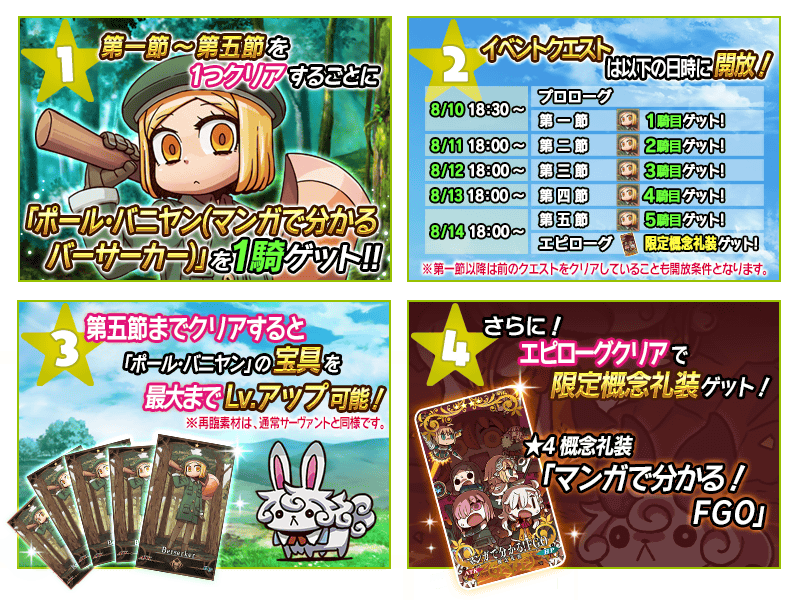 1
第一節～第五節を
1つクリアするごとに
「ポール・バニヤン(マンガで分かる
バーサーカー)」を1騎ゲット!!
2
イベントクエスト
は以下の日時に開放！
8/10 18:30～
プロローグ
第一節 1騎目ゲット!
8/11 18:00～ 第二節 2騎目ゲット!
8/12 18:00～ 第三節 3騎目ゲット!
8/13 18:00～ 第四節 4騎目ゲット!
8/14 18:00～
第五節 5騎目ゲット!
エピローグ 限定概念礼装ゲット!
※第一節以降は前のクエストをクリアしていることも開放条件となります。
3
第五節までクリアすると
「ポール・バニヤン」の宝具を
最大までLv.アップ可能！
※再臨素材は、通常サーヴァントと同様です。
Berserker
4
さらに！
エピローグクリアで
限定概念礼装ゲット！
★4 概念礼装
「マンガで分かる！
FGO」
マンガで分かる!FGO